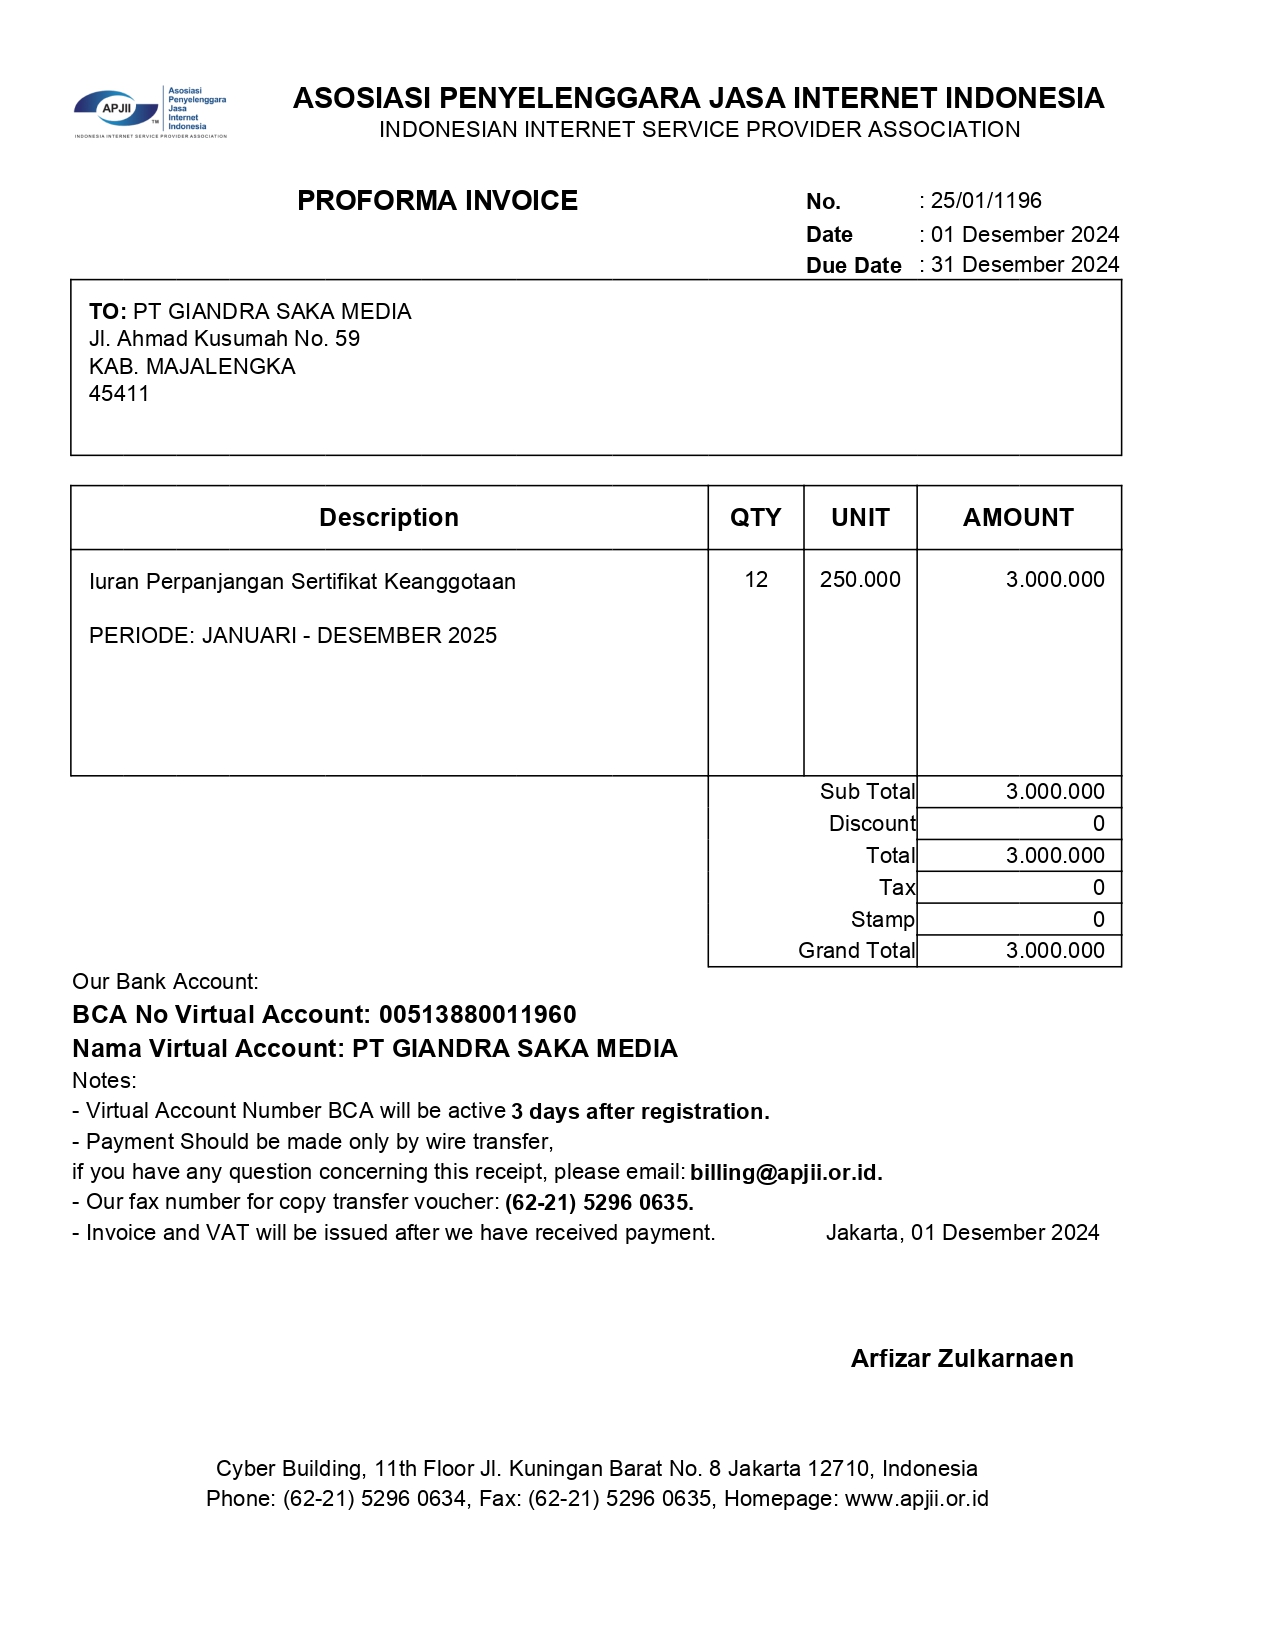 APJII
TM
Asosiasi
Penyelenggara
Jasa
Internet
Indonesia
INDONESIA INTERNET SERVICE PROVIDER ASSOCIATION
ASOSIASI PENYELENGGARA JASA INTERNET INDONESIA
INDONESIAN INTERNET SERVICE PROVIDER ASSOCIATION
PROFORMA INVOICE
No. : 25/01/1196
Date : 01 Desember 2024
Due Date : 31 Desember 2024
TO: PT GIANDRA SAKA MEDIA
Jl. Ahmad Kusumah No. 59
KAB. MAJALENGKA
45411
Description QTY UNIT AMOUNT
Iuran Perpanjangan Sertifikat Keanggotaan 12 250.000 3.000.000
PERIODE: JANUARI - DESEMBER 2025
Sub Total 3.000.000
Discount 0
Total 3.000.000
Tax 0
Stamp 0
Grand Total 3.000.000
Our Bank Account:
BCA No Virtual Account: 00513880011960
Nama Virtual Account: PT GIANDRA SAKA MEDIA
Notes:
- Virtual Account Number BCA will be active 3 days after registration.
- Payment Should be made only by wire transfer,
if you have any question concerning this receipt, please email: billing@apjii.or.id.
- Our fax number for copy transfer voucher: (62-21) 5296 0635.
- Invoice and VAT will be issued after we have received payment. Jakarta, 01 Desember 2024
Arfizar Zulkarnaen
Cyber Building, 11th Floor Jl. Kuningan Barat No. 8 Jakarta 12710, Indonesia
Phone: (62-21) 5296 0634, Fax: (62-21) 5296 0635, Homepage: www.apjii.or.id